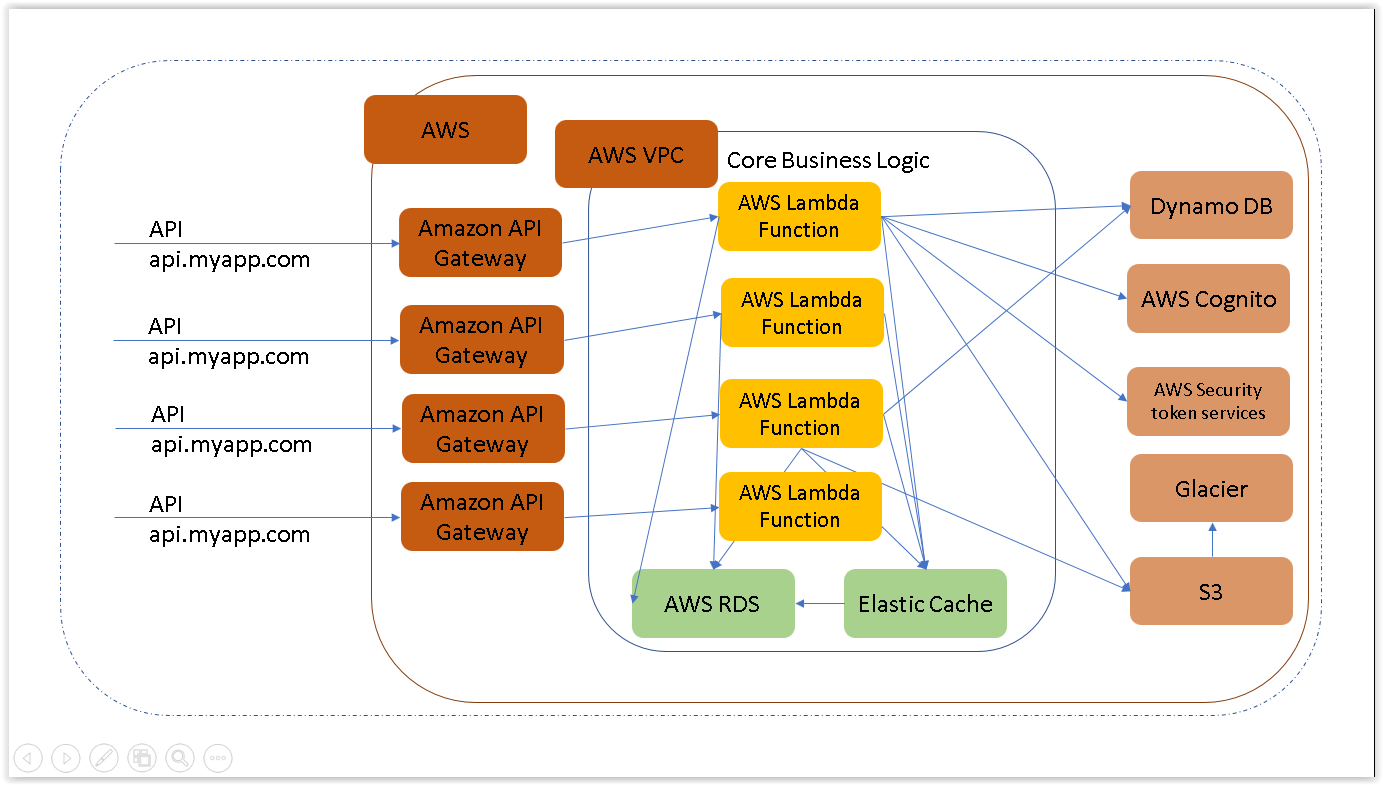 AWS
AWS VPC
Core Business Logic
API
api.myapp.com
Amazon API
Gateway
AWS Lambda
Function
Dynamo DB
API
api.myapp.com
Amazon API
Gateway
AWS Lambda
Function
AWS Cognito
API
api.myapp.com
Amazon API
Gateway
AWS Lambda
Function
AWS Security
token services
API
api.myapp.com
Amazon API
Gateway
AWS Lambda
Function
Glacier
AWS RDS
Elastic Cache
S3